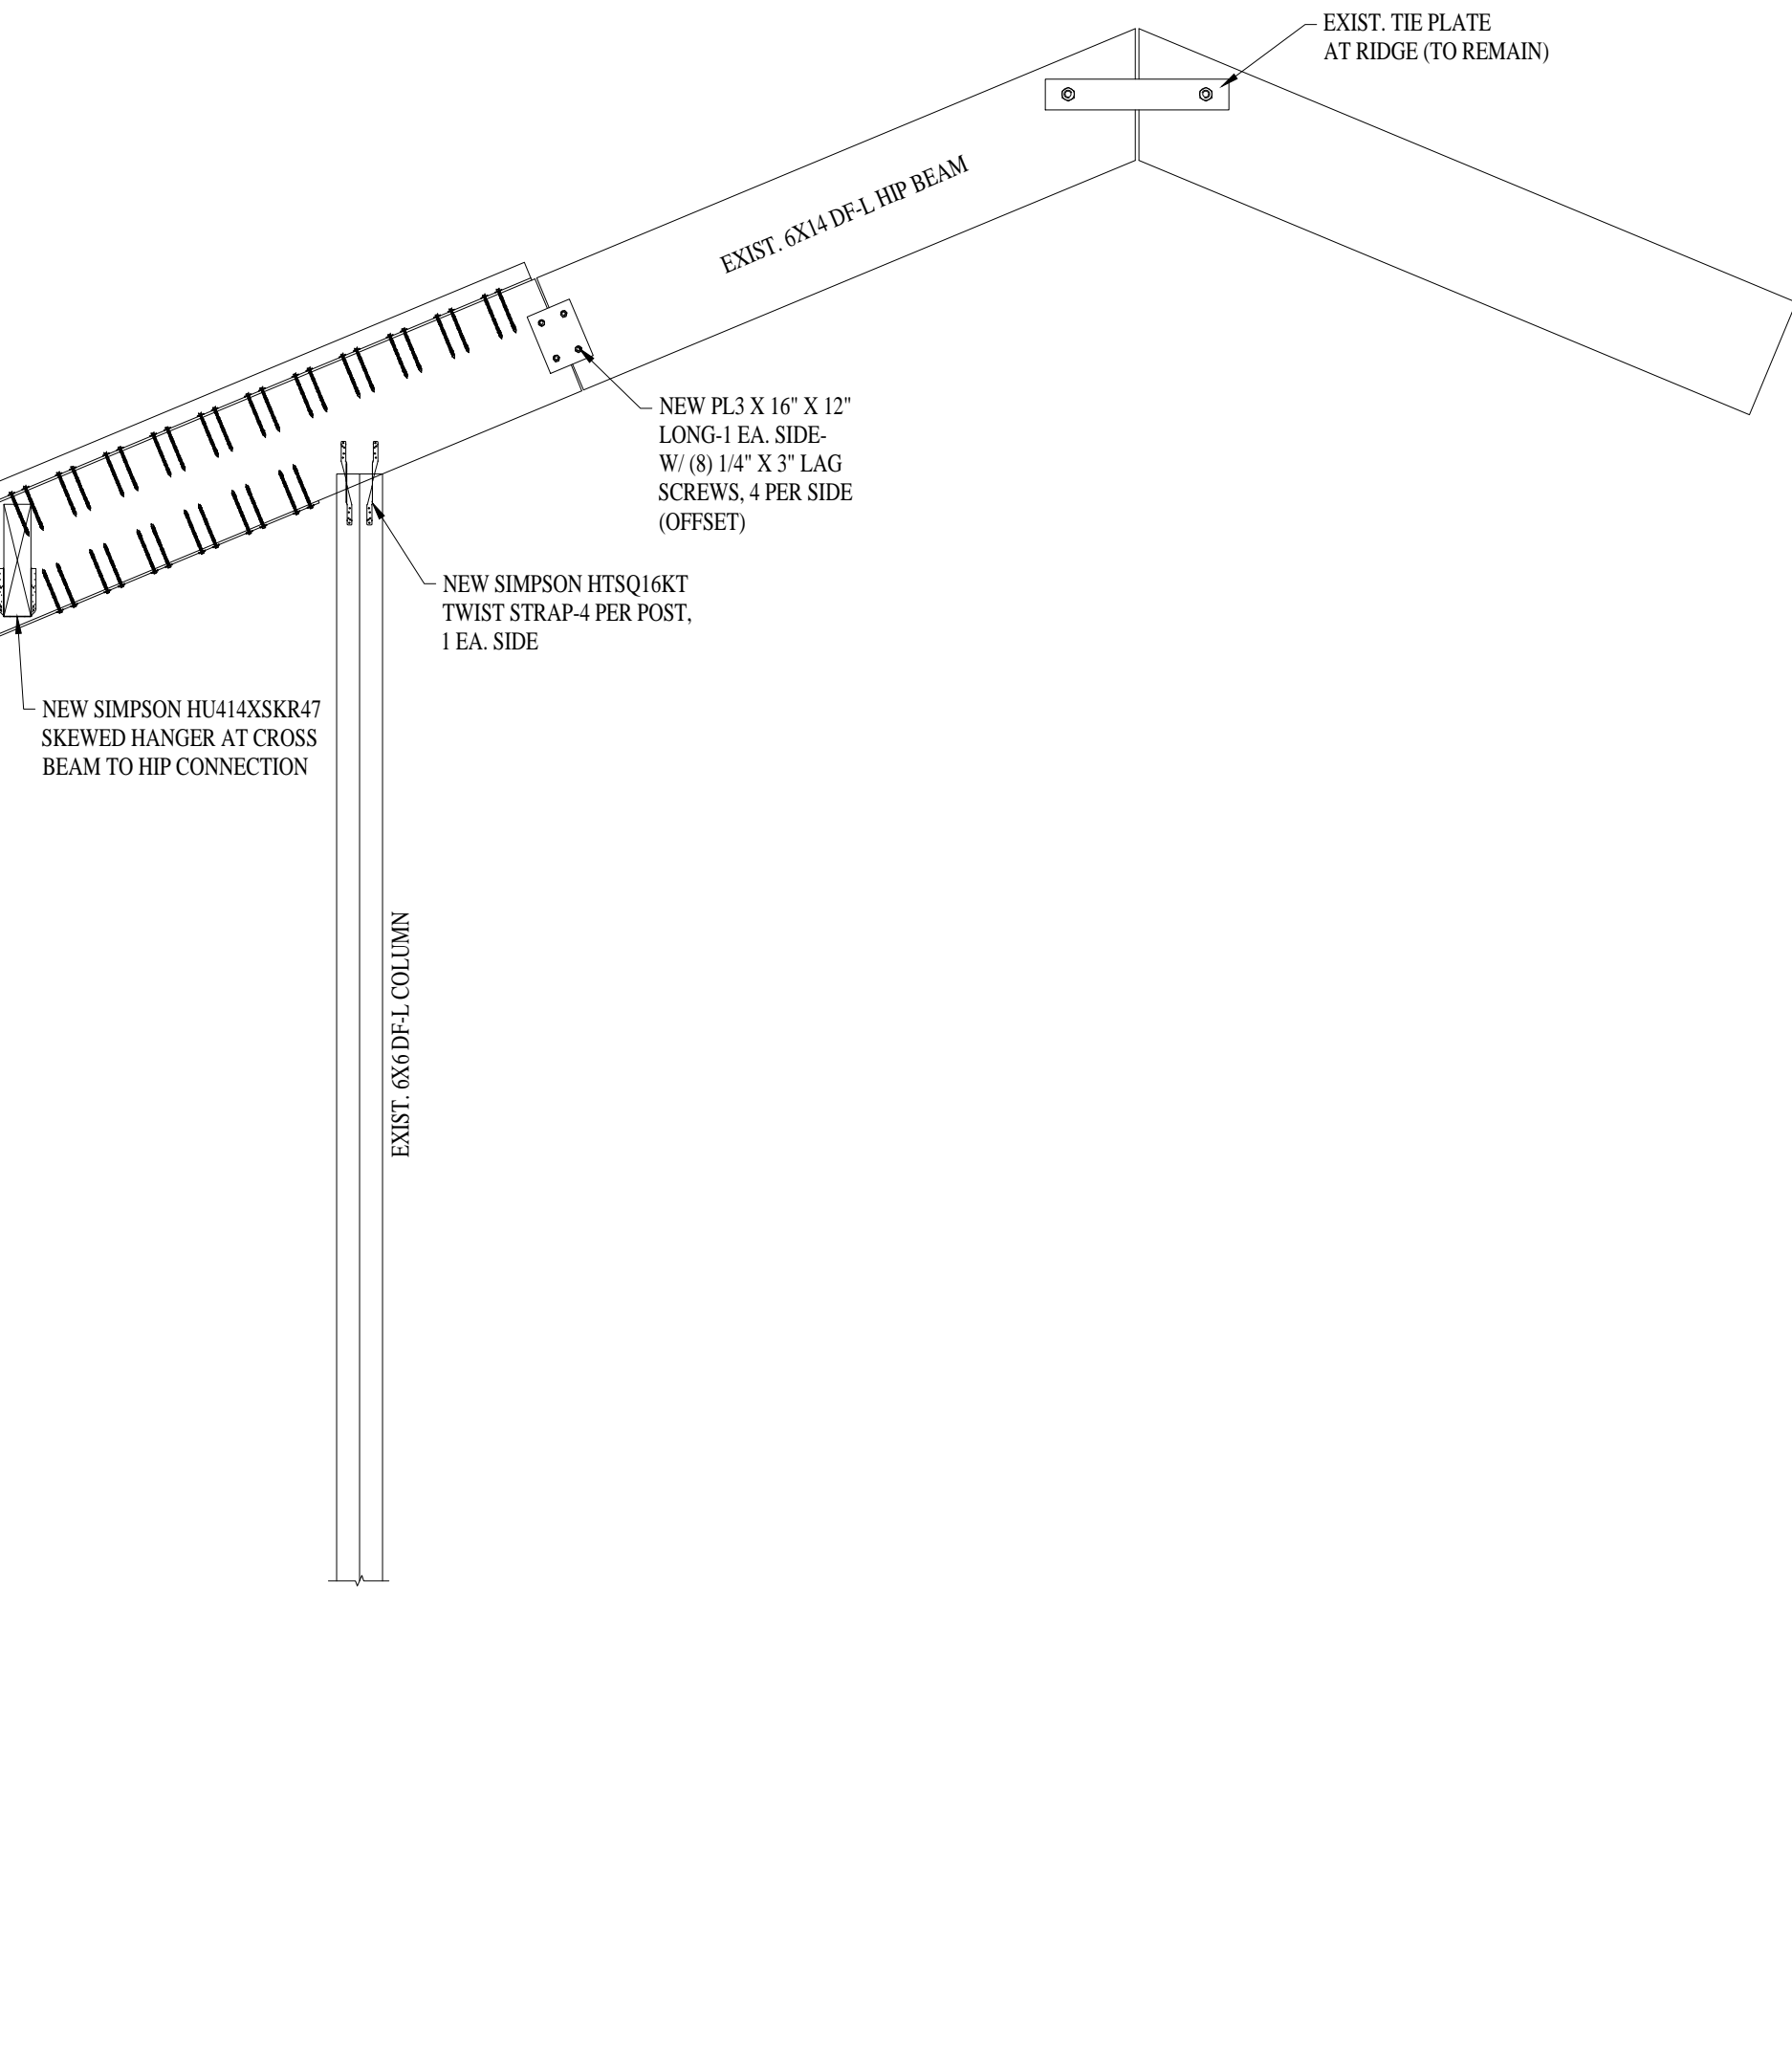 EXIST. TIE PLATE
AT RIDGE (TO REMAIN)
EXIST. 6X14 DF-L HIP BEAM
NEW PL3 X 16" X 12"
LONG-1 EA. SIDE-
W/ (8) 1/4" X 3" LAG
SCREWS, 4 PER SIDE
(OFFSET)
NEW SIMPSON HTSQ16KT
TWIST STRAP-4 PER POST,
1 EA. SIDE
NEW SIMPSON HU414XSKR47
SKEWED HANGER AT CROSS
BEAM TO HIP CONNECTION
EXIST. 6X6 DF-L COLUMN